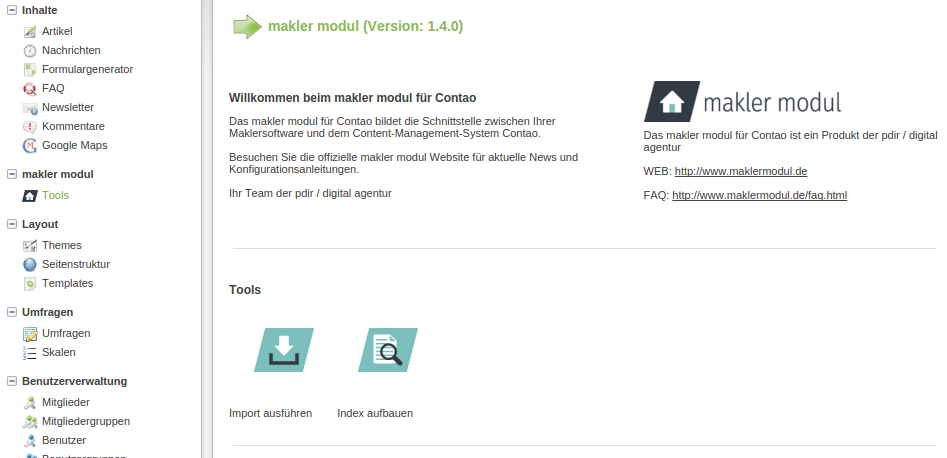 Inhalte
Artikel
Nachrichten
Formulargenerator
FAQ
Newsletter
Kommentare
Google Maps
makler modul
Tools
Layout
Themes
Seitenstruktur
Templates
Umfragen
Umfragen
Skalen
Benutzerverwaltung
Mitglieder
Mitgliedergruppen
Benutzer
Benutzergruppen
makler modul (Version: 1.4.0)
Willkommen beim makler modul für Contao
Das makler modul für Contao bildet die Schnittstelle zwischen Ihrer
Maklersoftware und dem Content-Management-System Contao.
Besuchen Sie die offizielle makler modul Website für aktuelle News und
Konfigurationsanleitungen.
Ihr Team der pdir / digital agentur
makler modul
Das makler modul für Contao ist ein Produkt der pdir / digital
agentur
WEB: http://www.maklermodul.de
FAQ: http://www.maklermodul.de/faq.html
Tools
Import ausführen
Index aufbauen